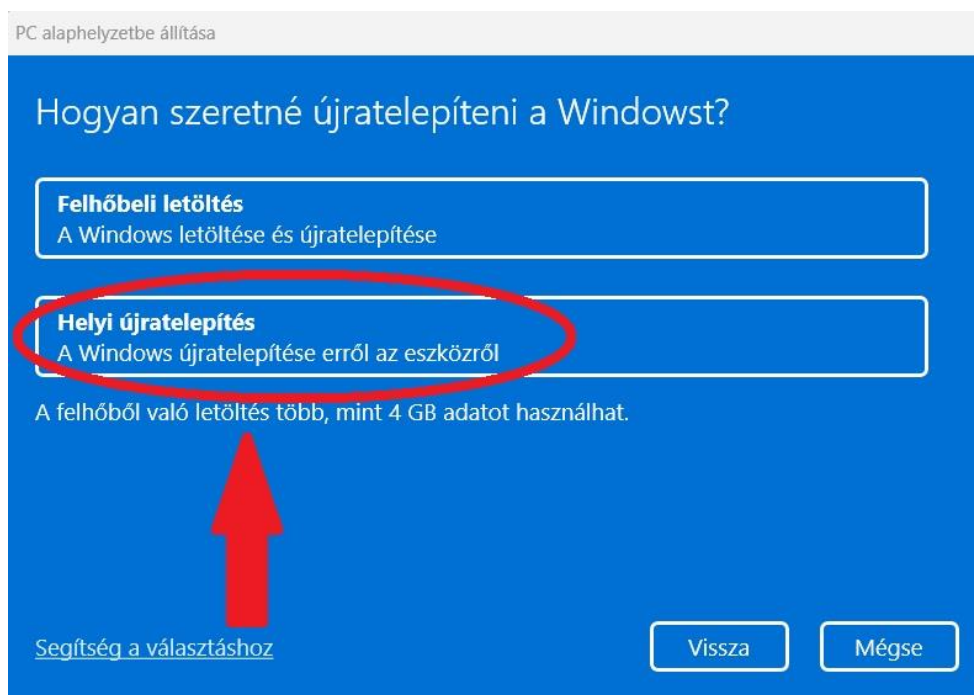 PC alaphelyzetbe állítása
Hogyan szeretné újratelepíteni a Windowst?
Felhőbeli letöltés
A Windows letöltése és újratelepítése
Helyi újratelepítés
A Windows újratelepítése erről az eszközről
A felhőből való letöltés több, mint 4 GB adatot használhat.
Segítség a választáshoz
Vissza
Mégse